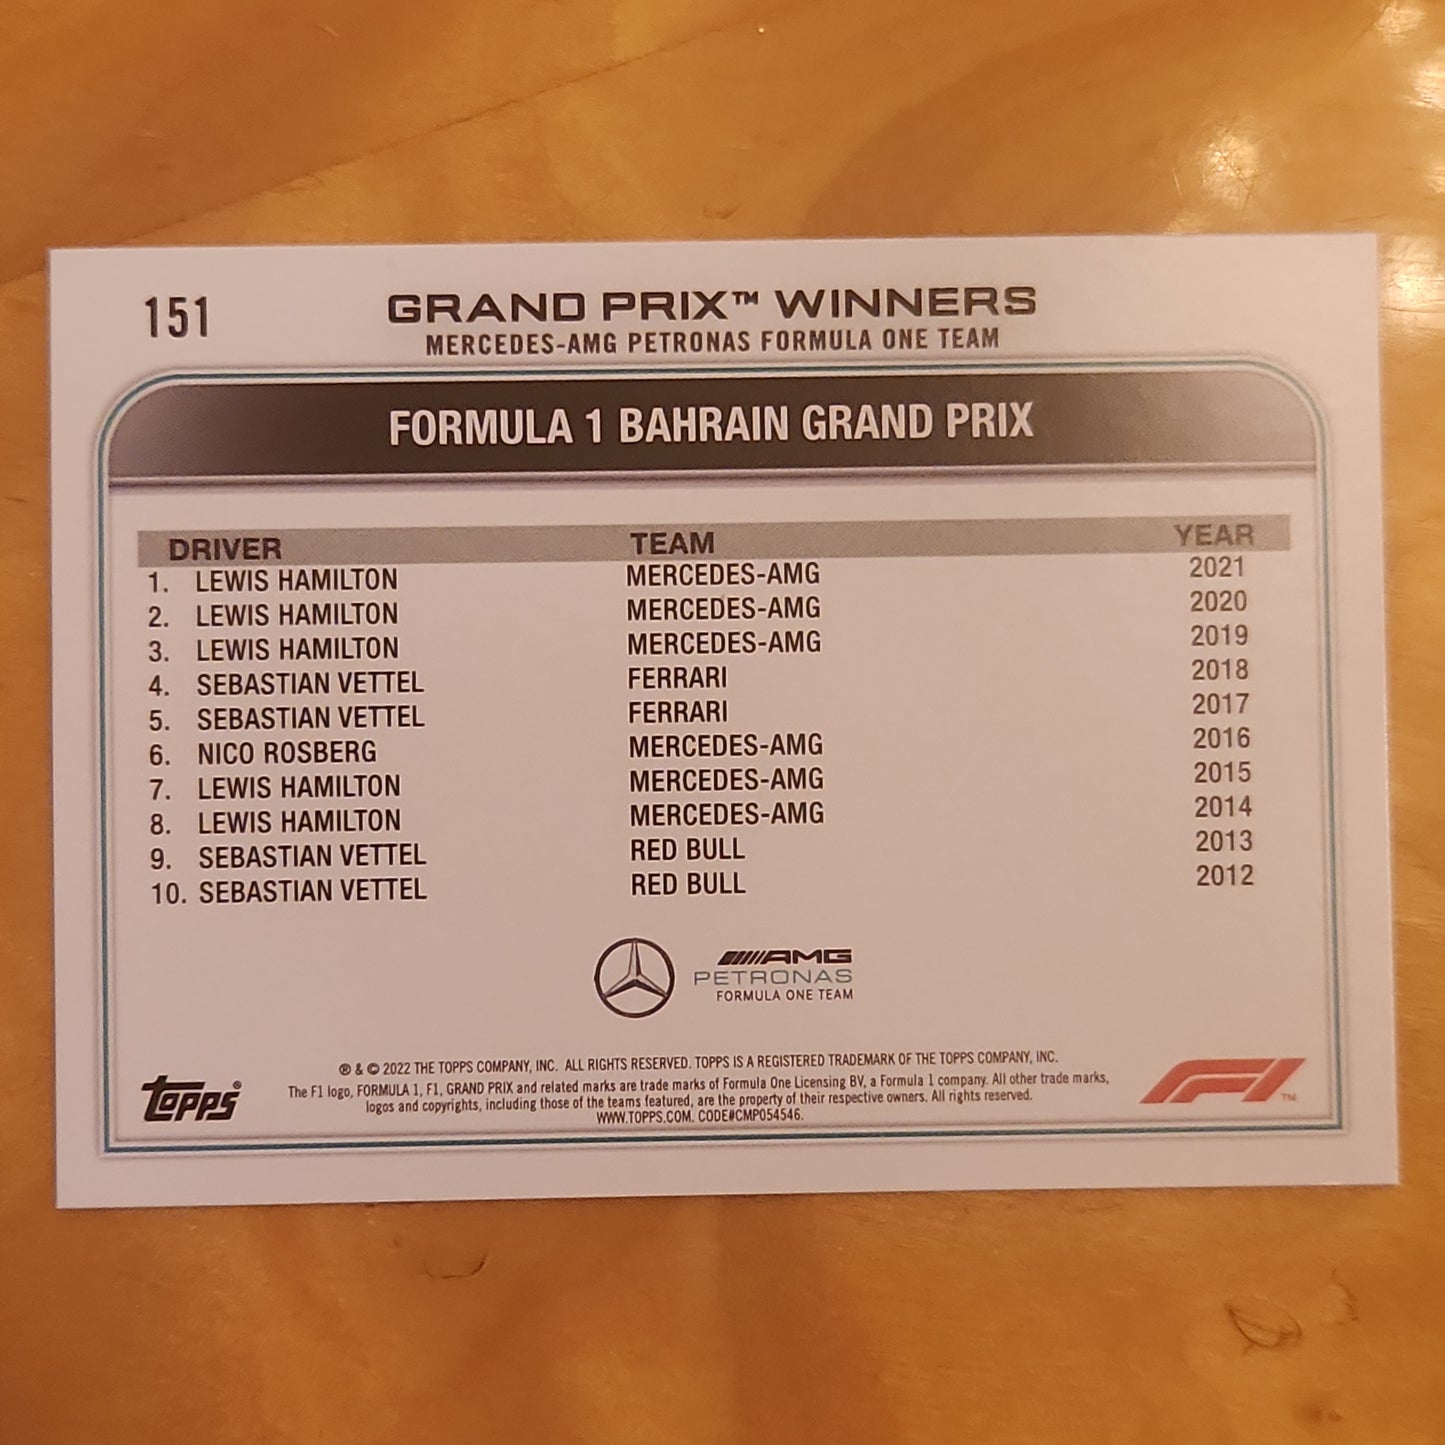 151
GRAND PRIX™ WINNERS
MERCEDES-AMG PETRONAS FORMULA ONE TEAM
FORMULA 1 BAHRAIN GRAND PRIX
DRIVER TEAM YEAR
1. LEWIS HAMILTON MERCEDES-AMG 2021
2. LEWIS HAMILTON MERCEDES-AMG 2020
3. LEWIS HAMILTON MERCEDES-AMG 2019
4. SEBASTIAN VETTEL FERRARI 2018
5. SEBASTIAN VETTEL FERRARI 2017
6. NICO ROSBERG MERCEDES-AMG 2016
7. LEWIS HAMILTON MERCEDES-AMG 2015
8. LEWIS HAMILTON MERCEDES-AMG 2014
9. SEBASTIAN VETTEL RED BULL 2013
10. SEBASTIAN VETTEL RED BULL 2012
AMG
PETRONAS
FORMULA ONE TEAM
® & © 2022 THE TOPPS COMPANY, INC. ALL RIGHTS RESERVED. TOPPS IS A REGISTERED TRADEMARK OF THE TOPPS COMPANY, INC.
The F1 logo, FORMULA 1, F1, GRAND PRIX and related marks are trade marks of Formula One Licensing BV, a Formula 1 company. All other trade marks,
logos and copyrights, including those of the teams featured, are the property of their respective owners. All rights reserved.
WWW.TOPPS.COM. CODE#CMP054546.
Topps®
F1™